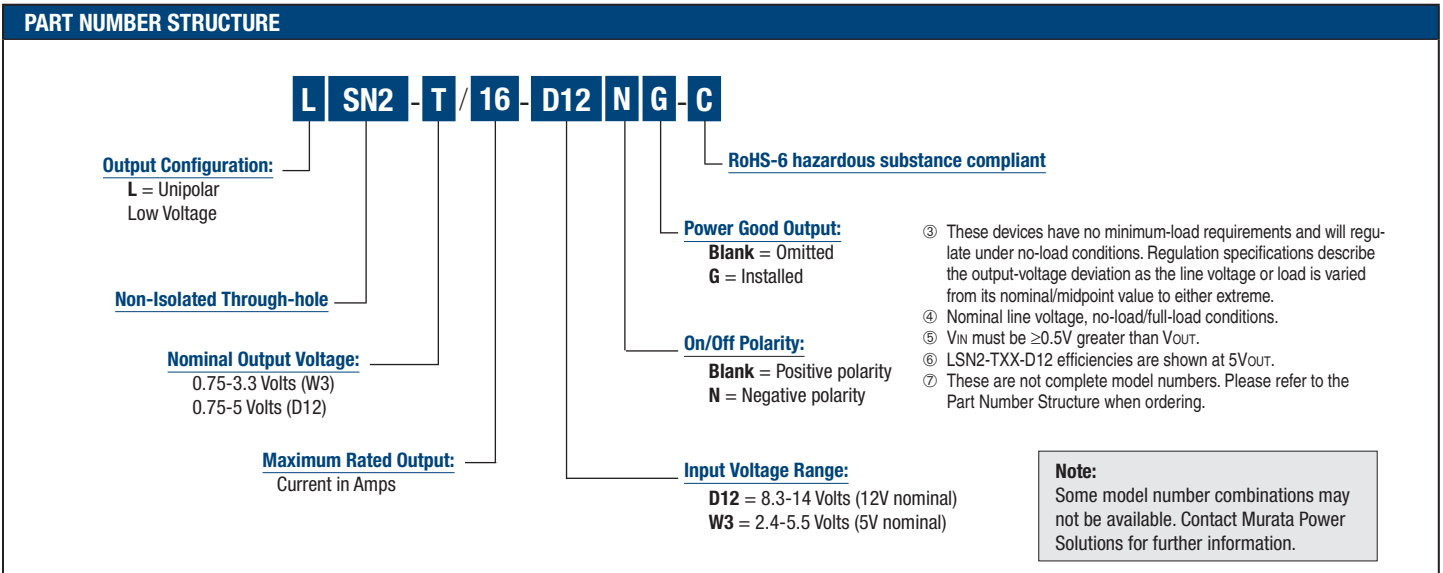 PART NUMBER STRUCTURE
L SN2 - T / 16 - D12 N G - C
Output Configuration:
L = Unipolar
Low Voltage
Non-Isolated Through-hole
Nominal Output Voltage:
0.75-3.3 Volts (W3)
0.75-5 Volts (D12)
Maximum Rated Output:
Current in Amps
RoHS-6 hazardous substance compliant
Power Good Output:
Blank = Omitted
G = Installed
On/Off Polarity:
Blank = Positive polarity
N = Negative polarity
Input Voltage Range:
D12 = 8.3-14 Volts (12V nominal)
W3 = 2.4-5.5 Volts (5V nominal)
③ These devices have no minimum-load requirements and will regu-
late under no-load conditions. Regulation specifications describe
the output-voltage deviation as the line voltage or load is varied
from its nominal/midpoint value to either extreme.
④ Nominal line voltage, no-load/full-load conditions.
⑤ VIN must be ≥0.5V greater than VOUT.
⑥ LSN2-TXX-D12 efficiencies are shown at 5VOUT.
⑦ These are not complete model numbers. Please refer to the
Part Number Structure when ordering.
Note:
Some model number combinations may
not be available. Contact Murata Power
Solutions for further information.